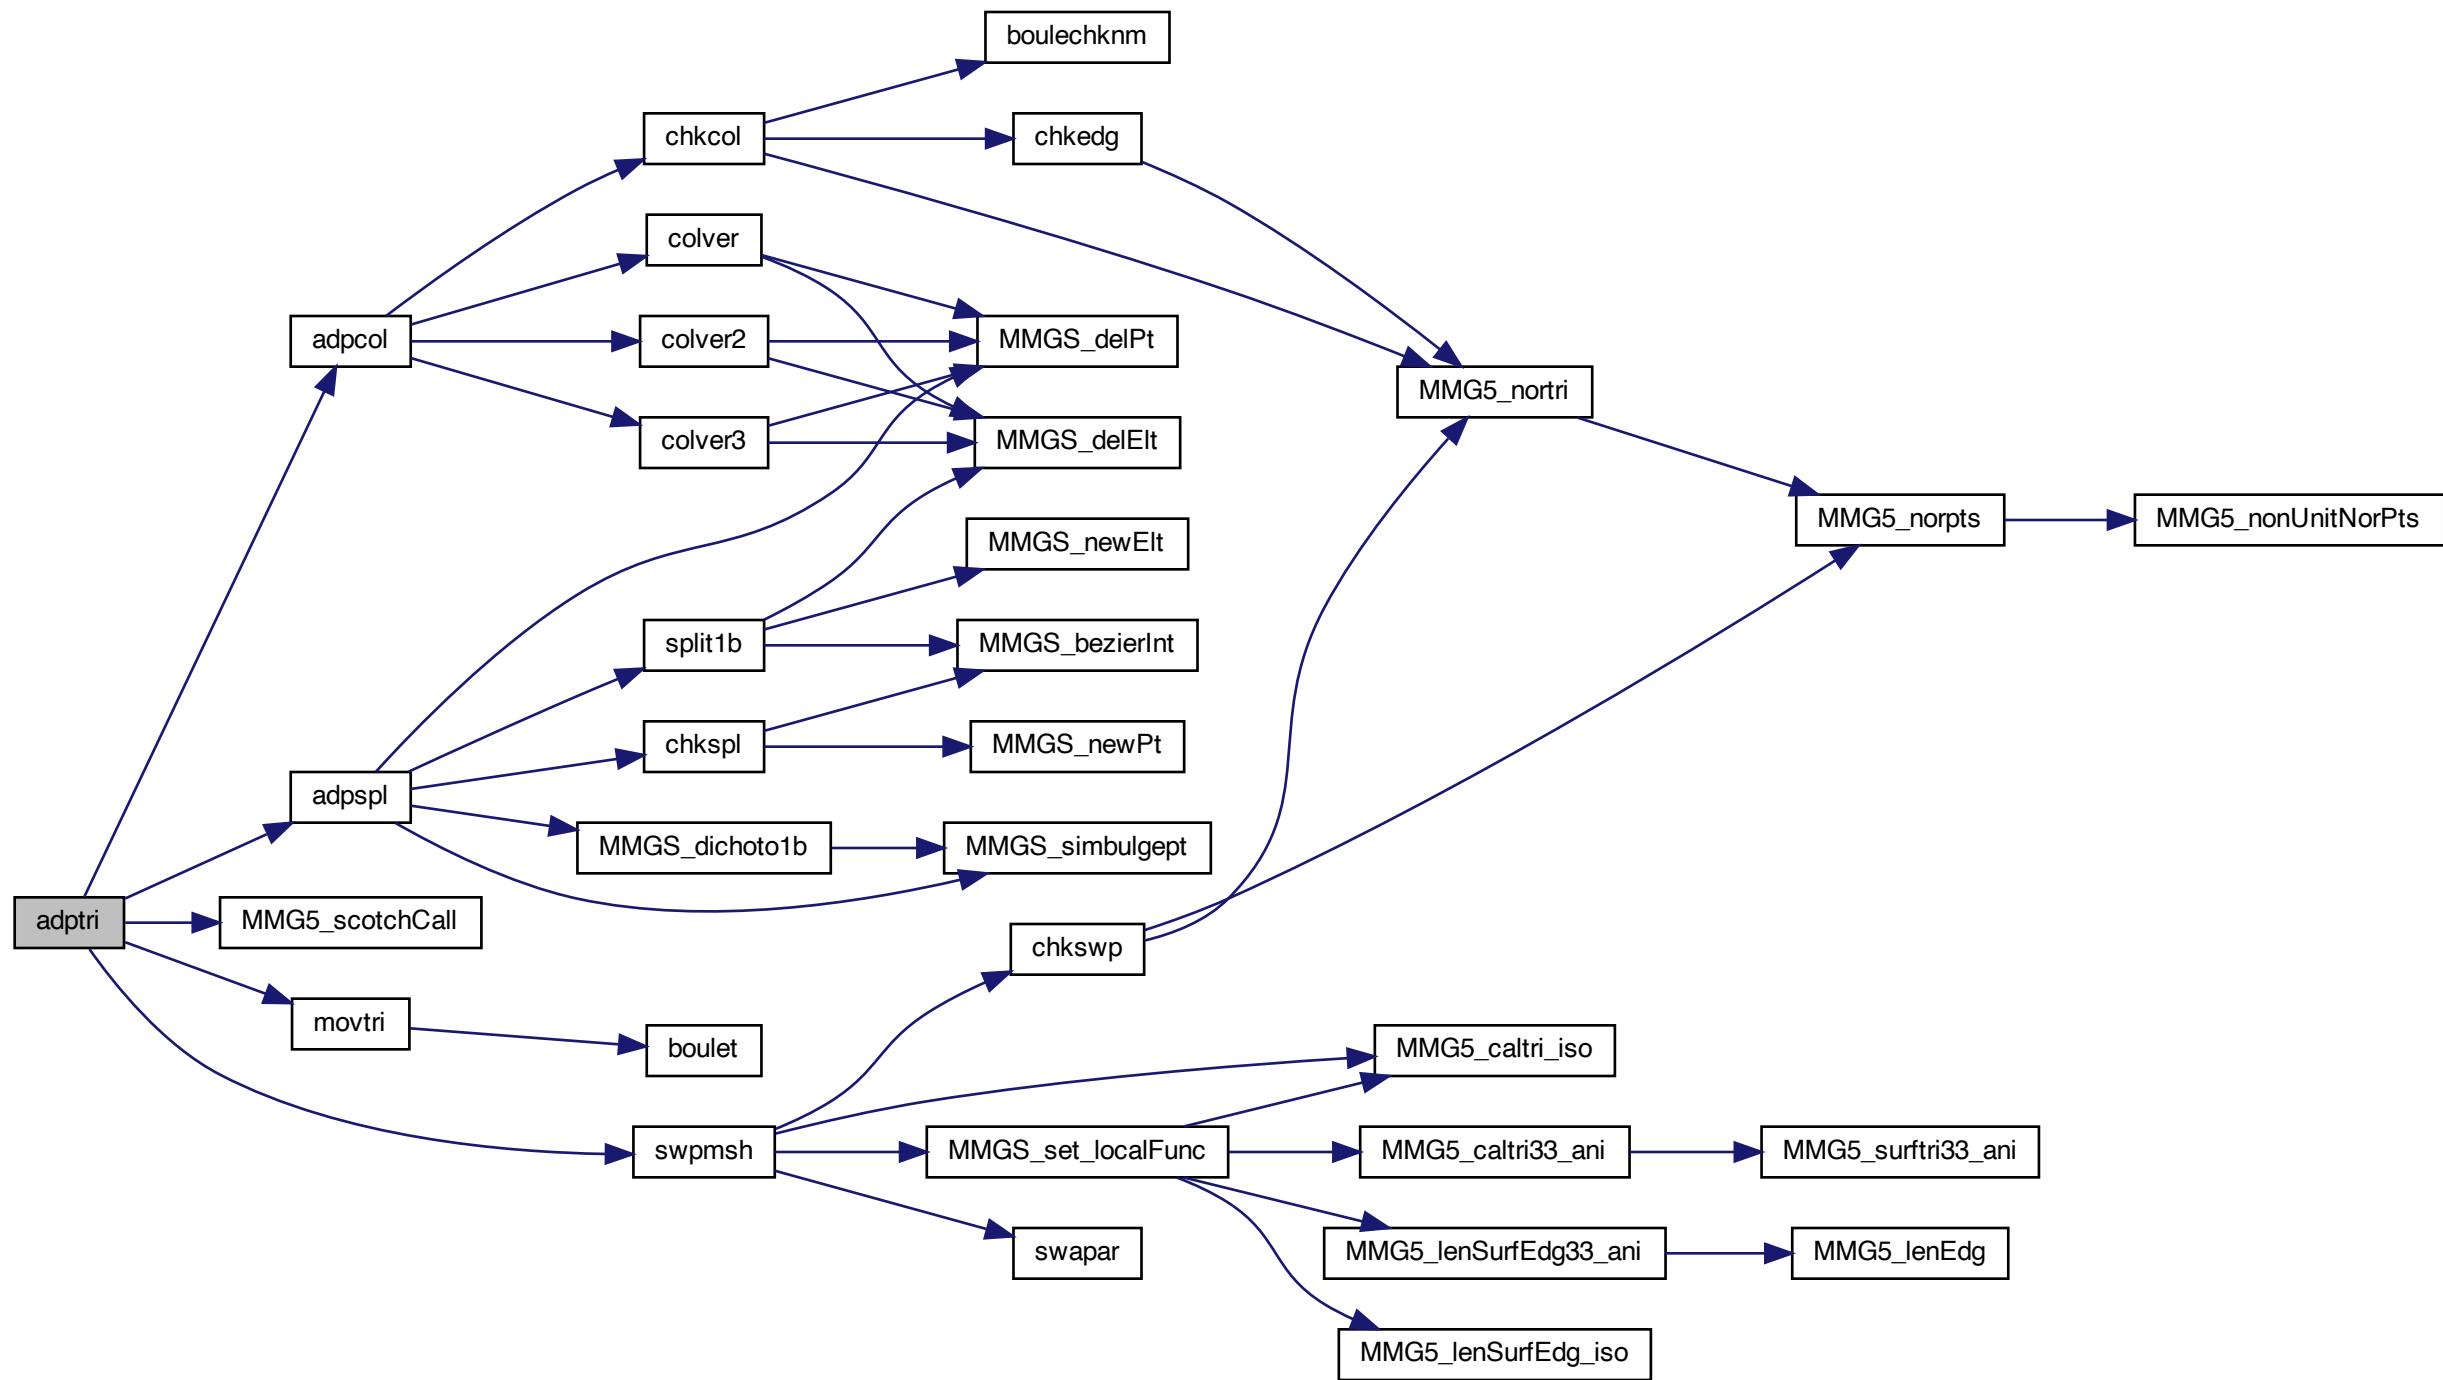 boulechknm
chkcol
chkedg
colver
adpcol
colver2
MMGS_delPt
MMG5_nortri
colver3
MMGS_delElt
MMG5_norpts
MMG5_nonUnitNorPts
MMGS_newElt
split1b
MMGS_bezierInt
chkspl
MMGS_newPt
adpspl
MMGS_dichoto1b
MMGS_simbulgept
adptri
MMG5_scotchCall
chkswp
movtri
boulet
MMG5_caltri_iso
swpmsh
MMGS_set_localFunc
MMG5_caltri33_ani
MMG5_surftri33_ani
swapar
MMG5_lenSurfEdg33_ani
MMG5_lenEdg
MMG5_lenSurfEdg_iso